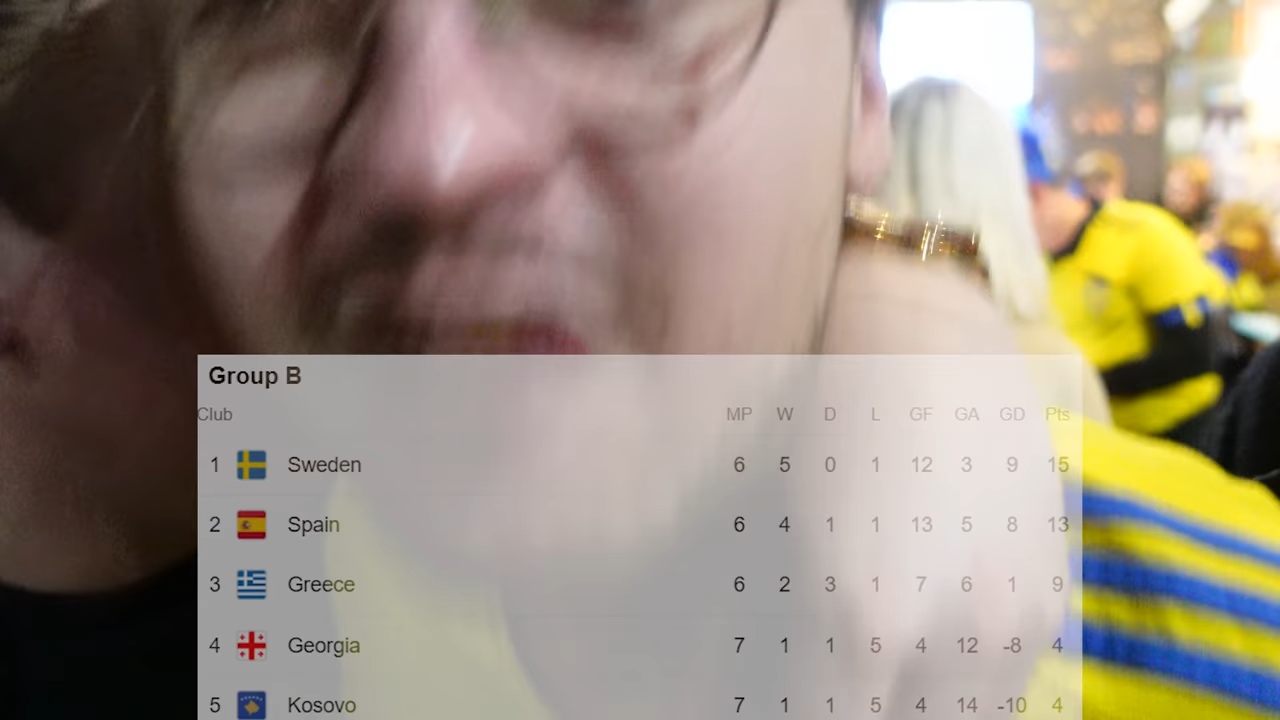 Group B
Club MP W D L GF GA GD Pts
1 Sweden 6 5 0 1 12 3 9 15
2 Spain 6 4 1 1 13 5 8 13
3 Greece 6 2 3 1 7 6 1 9
4 Georgia 7 1 1 5 4 12 -8 4
5 Kosovo 7 1 1 5 4 14 -10 4